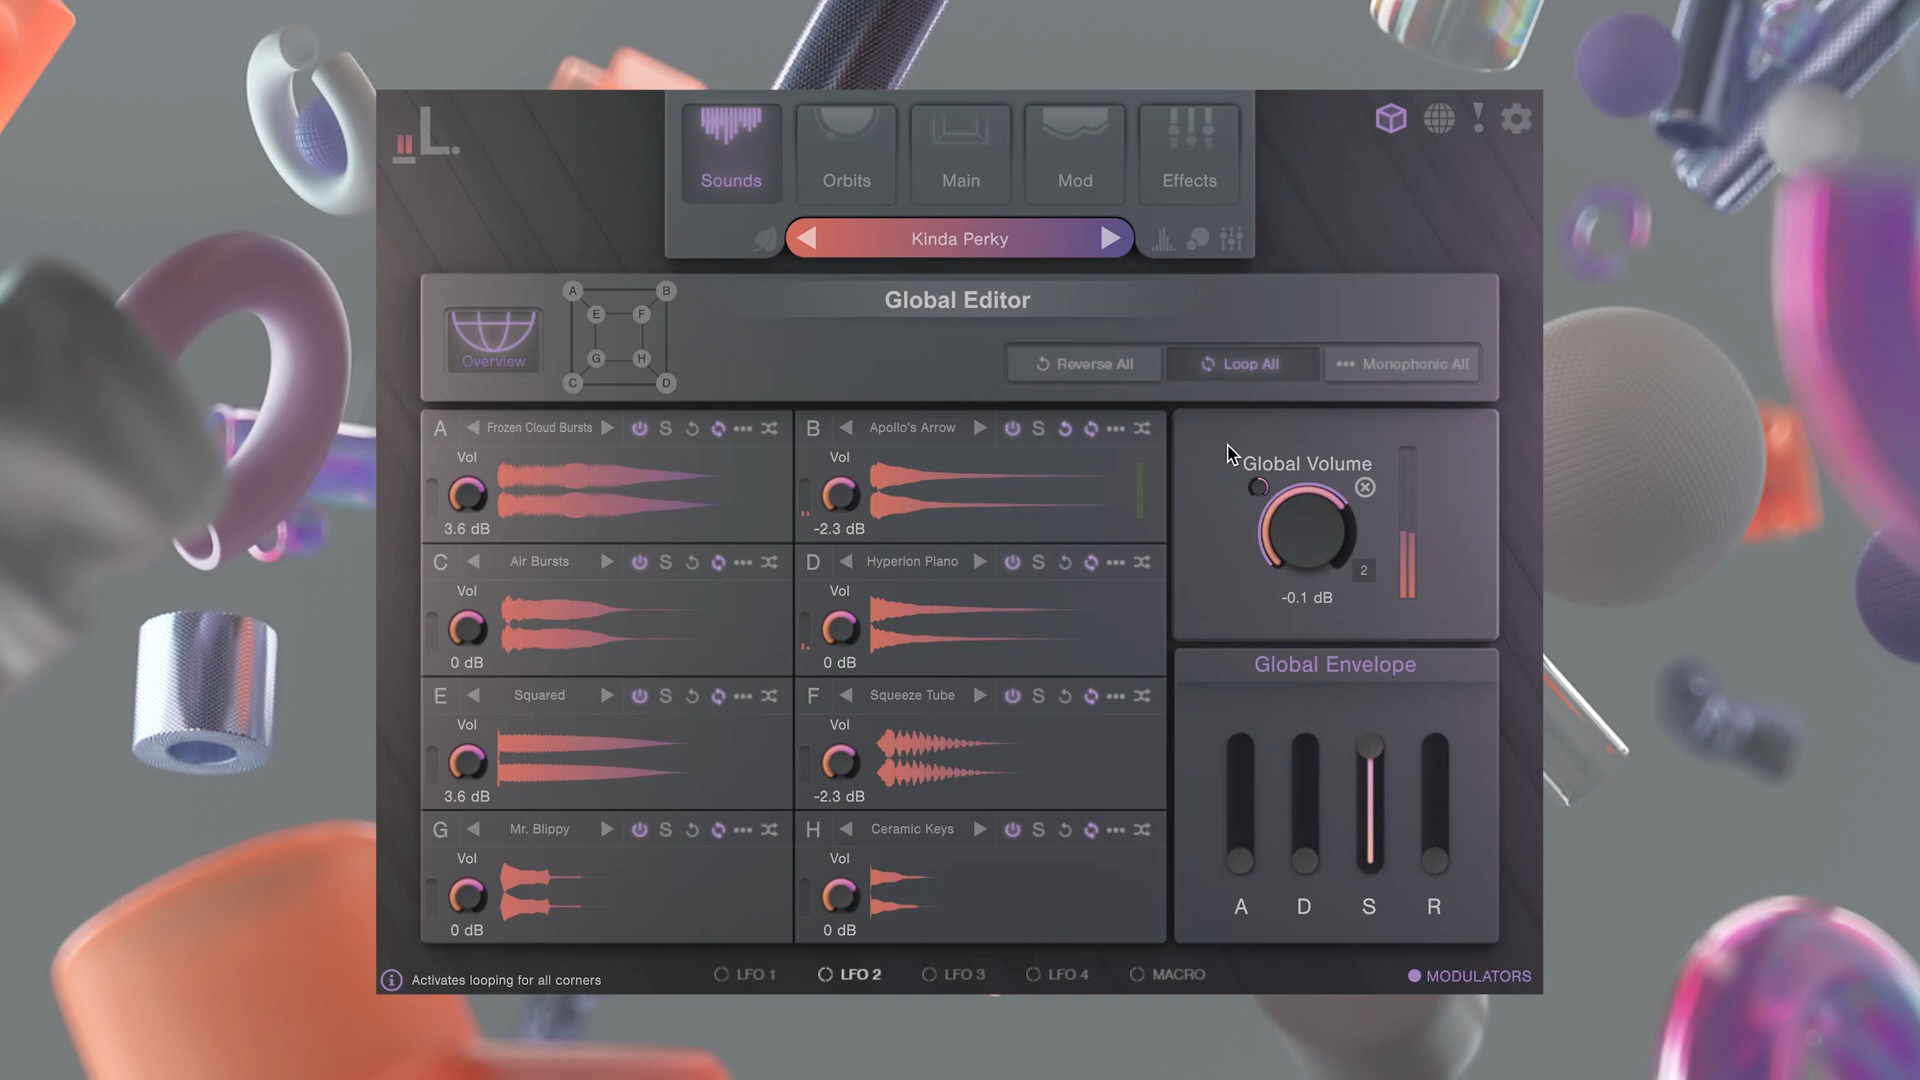 L.
Sounds
Orbits
Main
Mod
Effects
Kinda Perky
Global Editor
Overview
A
B
E
F
G
H
C
D
Reverse All
Loop All
Monophonic All
A
Frozen Cloud Bursts
S
Vol
3.6 dB
B
Apollo's Arrow
S
Vol
-2.3 dB
C
Air Bursts
S
Vol
0 dB
D
Hyperion Piano
S
Vol
0 dB
E
Squared
S
Vol
3.6 dB
F
Squeeze Tube
S
Vol
-2.3 dB
G
Mr. Blippy
S
Vol
0 dB
H
Ceramic Keys
S
Vol
0 dB
Global Volume
2
-0.1 dB
Global Envelope
A D S R
Activates looping for all corners
LFO 1
LFO 2
LFO 3
LFO 4
MACRO
MODULATORS